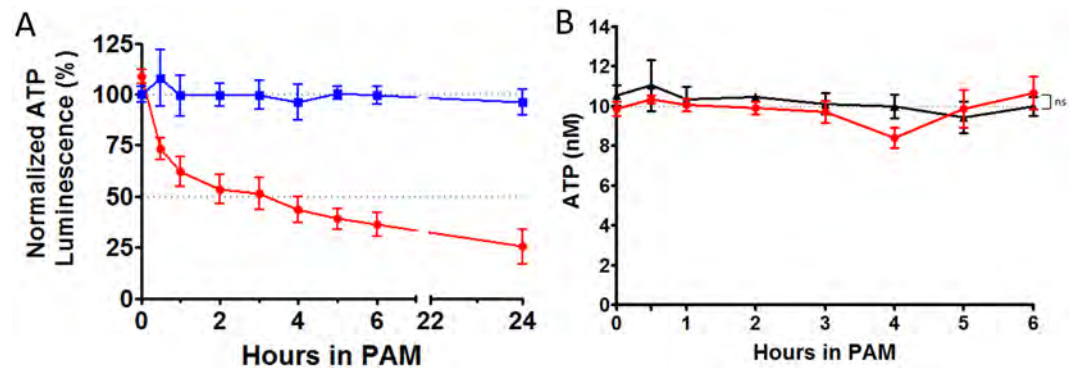 A
Normalized ATP
Luminescence (%)
125
100
75
50
25
0
0 2 4 6 22 24
Hours in PAM
B
ATP (nM)
14
12
10
8
6
4
2
0
ns
0 1 2 3 4 5 6
Hours in PAM